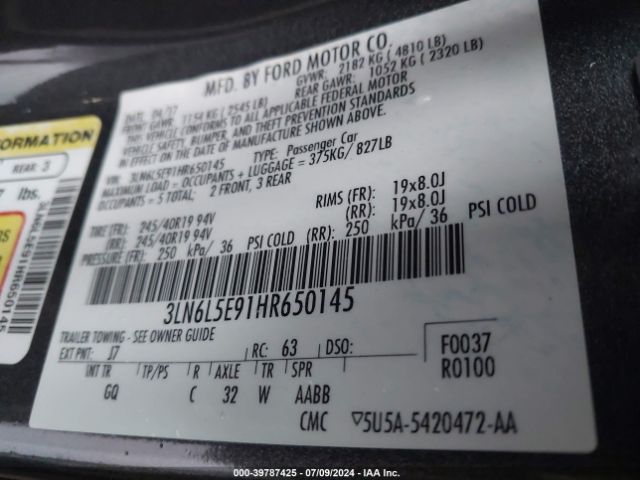 MFD. BY FORD MOTOR CO.
DATE: 04/17 GVWR: 2182 KG ( 4810 LB)
FRONT GAWR: 1154 KG ( 2545 LB) REAR GAWR: 1052 KG ( 2320 LB)
THIS VEHICLE CONFORMS TO ALL APPLICABLE FEDERAL MOTOR
VEHICLE SAFETY, BUMPER, AND THEFT PREVENTION STANDARDS
IN EFFECT ON THE DATE OF MANUFACTURE SHOWN ABOVE.
VIN: 3LN6L5E91HR650145 TYPE: Passenger Car
MAXIMUM LOAD = OCCUPANTS + LUGGAGE = 375KG/ 827LB
OCCUPANTS = 5 TOTAL; 2 FRONT, 3 REAR
TIRE (FR): 245/40R19 94V RIMS (FR): 19x8.0J
(RR): 245/40R19 94V (RR): 19x8.0J
PRESSURE (FR): 250 kPa/ 36 PSI COLD (RR): 250 kPa/ 36 PSI COLD
3LN6L5E91HR650145
TRAILER TOWING - SEE OWNER GUIDE
EXT PNT: J7 RC: 63 DSO: F0037
INT TR TP/PS R AXLE TR SPR R0100
GQ C 32 W AABB
CMC ▽5U5A-5420472-AA
FORMATION
REAR: 3
lbs.
3LN6L5E91HR650145
000-39787425 / 07/09/2024 - IAA Inc.